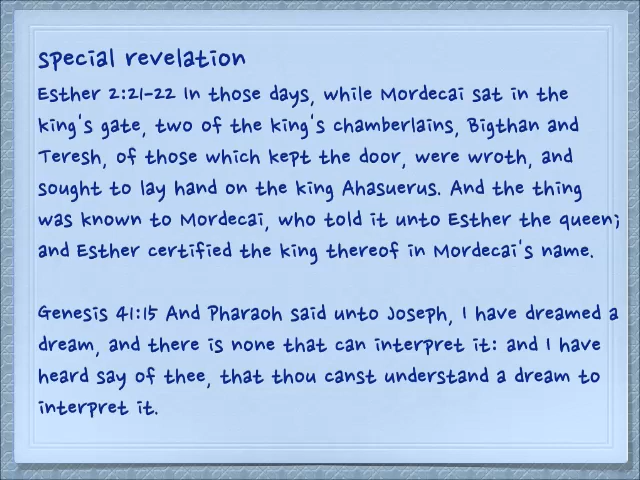 special revelation
Esther 2:21-22 In those days, while Mordecai sat in the
king's gate, two of the king's chamberlains, Bigthan and
Teresh, of those which kept the door, were wroth, and
sought to lay hand on the king Ahasuerus. And the thing
was known to Mordecai, who told it unto Esther the queen;
and Esther certified the king thereof in Mordecai's name.
Genesis 41:15 And Pharaoh said unto Joseph, I have dreamed a
dream, and there is none that can interpret it: and I have
heard say of thee, that thou canst understand a dream to
interpret it.